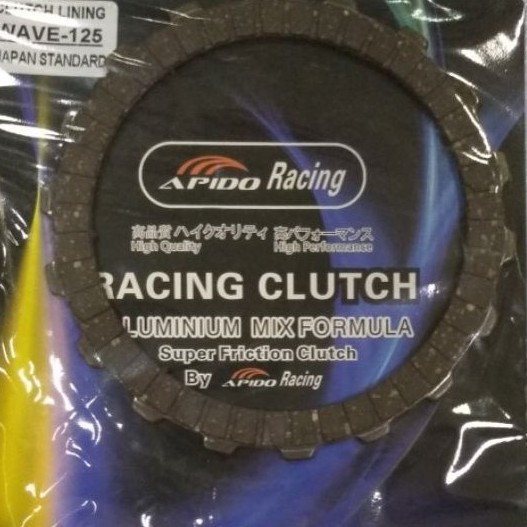 CLUTCH LINING
WAVE-125
JAPAN STANDARD
APIDO Racing
高品質 ハイクオリティ 高パフォーマンス
High Quality High Performance
RACING CLUTCH
ALUMINIUM MIX FORMULA
Super Friction Clutch
By APIDO Racing